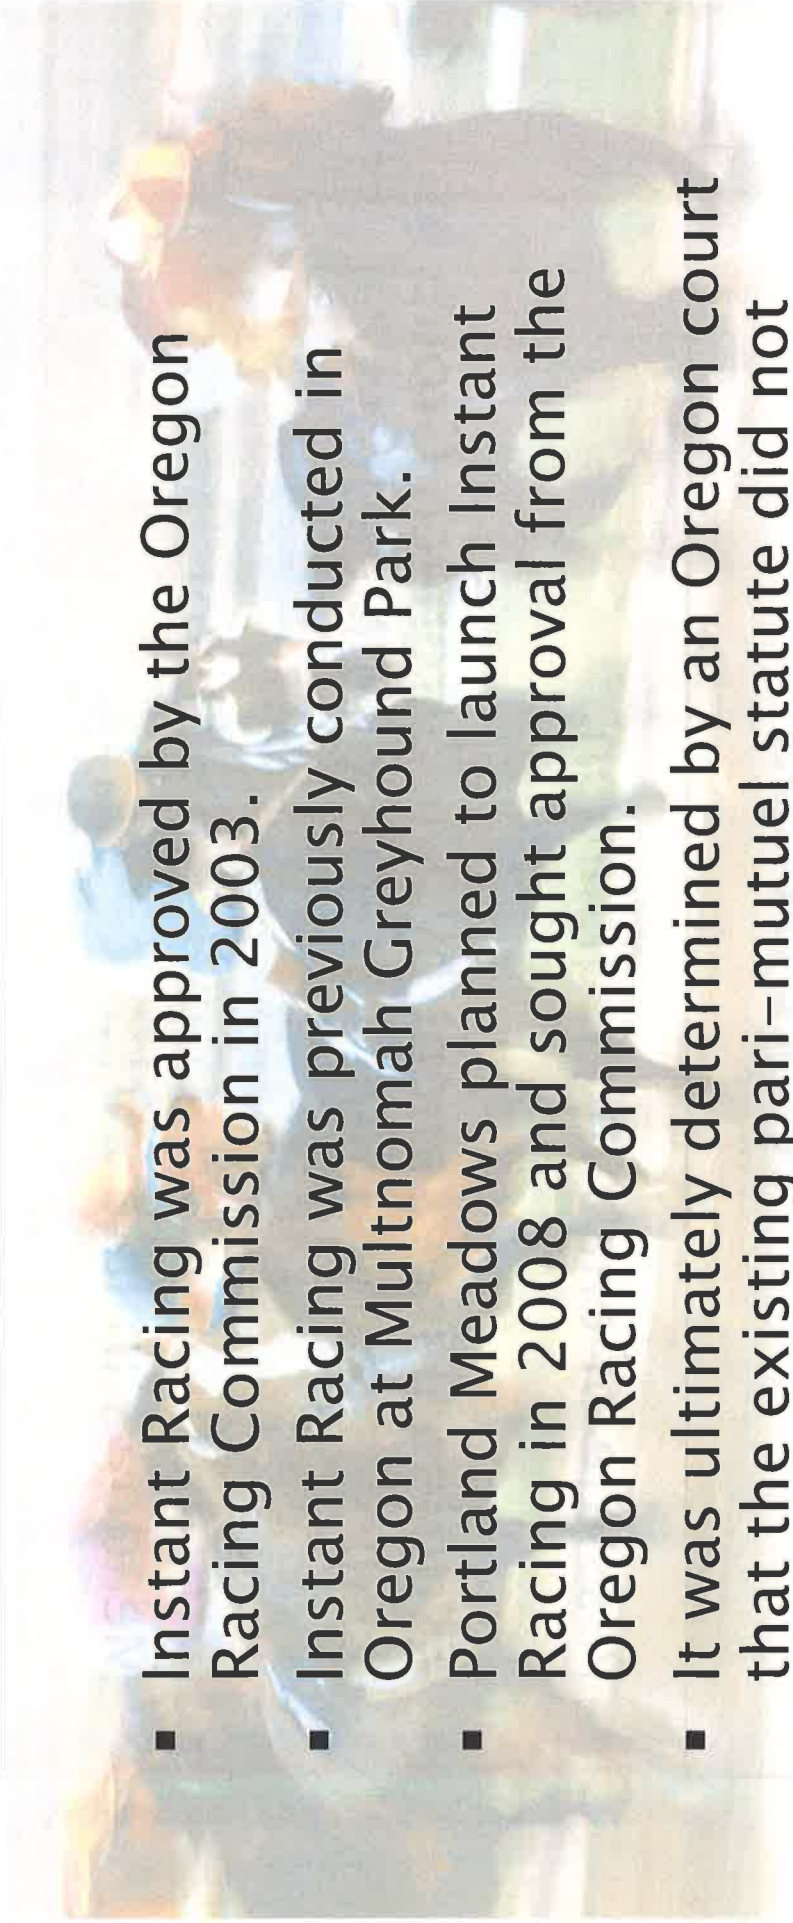 ▪ Instant Racing was approved by the Oregon
Racing Commission in 2003.
▪ Instant Racing was previously conducted in
Oregon at Multnomah Greyhound Park.
▪ Portland Meadows planned to launch Instant
Racing in 2008 and sought approval from the
Oregon Racing Commission.
▪ It was ultimately determined by an Oregon court
that the existing pari-mutuel statute did not